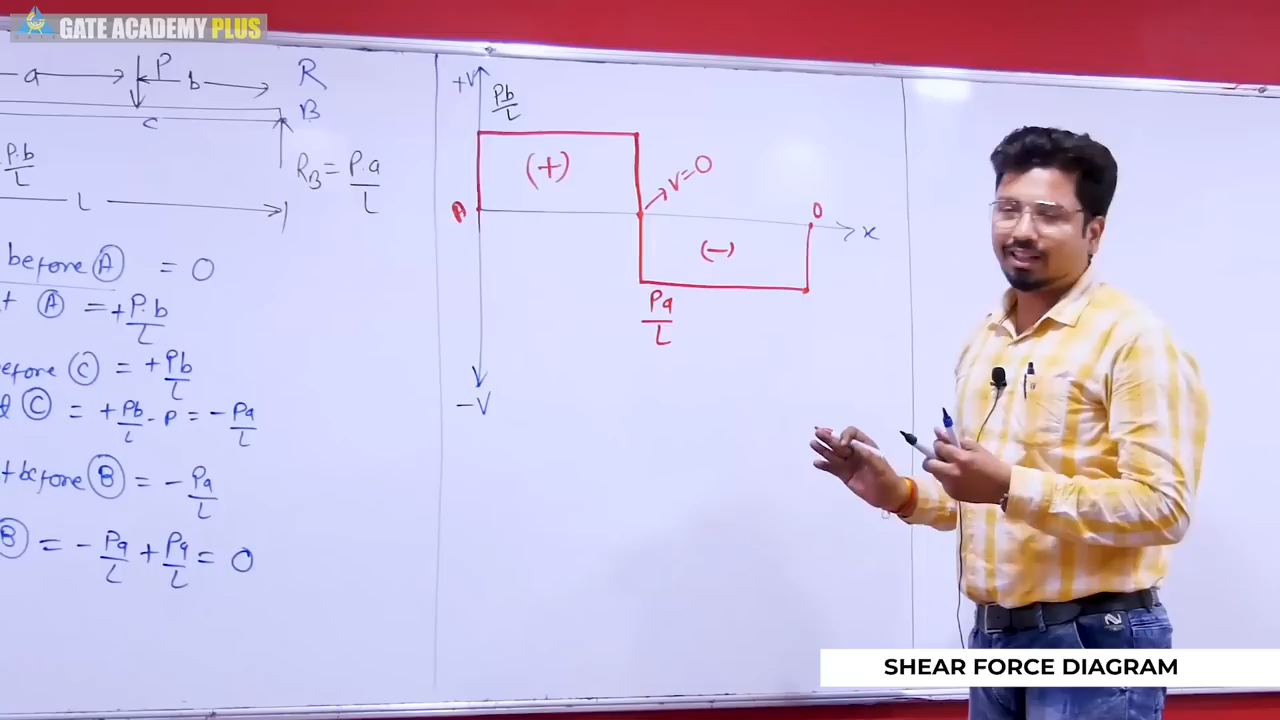 GATE ACADEMY PLUS
a P b R
B
C
P.b/L
R_B = P.a/L
L
before A = 0
A = +P.b/L
before C = +Pb/L
C = +Pb/L - P = -Pa/L
before B = -Pa/L
B = -Pa/L + Pa/L = 0
+V
Pb/L
(+)
V=0
A
0
x
(-)
Pa/L
-V
SHEAR FORCE DIAGRAM